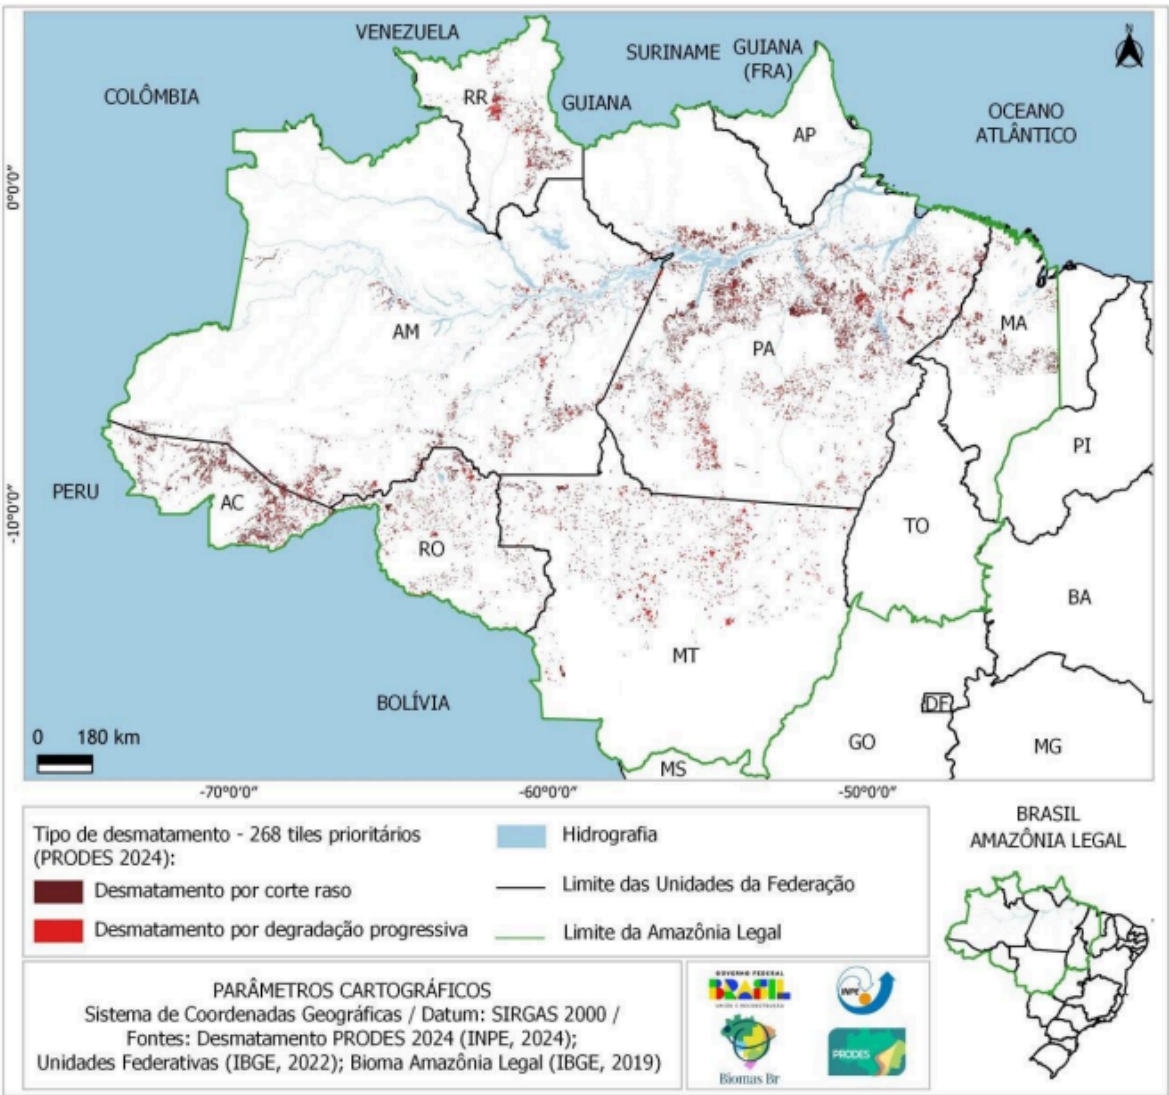 VENEZUELA
SURINAME
GUIANA
(FRA)
N
COLÔMBIA
RR
GUIANA
OCEANO
ATLÂNTICO
AP
0°0'0"
AM
PA
MA
PI
PERU
AC
-10°0'0"
RO
TO
BA
MT
BOLÍVIA
DF
0 180 km
GO
MG
MS
-70°0'0"
-60°0'0"
-50°0'0"
Tipo de desmatamento - 268 tiles prioritários
(PRODES 2024):
Desmatamento por corte raso
Desmatamento por degradação progressiva
Hidrografia
Limite das Unidades da Federação
Limite da Amazônia Legal
BRASIL
AMAZÔNIA LEGAL
PARÂMETROS CARTOGRÁFICOS
Sistema de Coordenadas Geográficas / Datum: SIRGAS 2000 /
Fontes: Desmatamento PRODES 2024 (INPE, 2024);
Unidades Federativas (IBGE, 2022); Bioma Amazônia Legal (IBGE, 2019)
GOVERNO FEDERAL
BRASIL
UNIÃO E RECONSTRUÇÃO
INPE
Biomas Br
PRODES